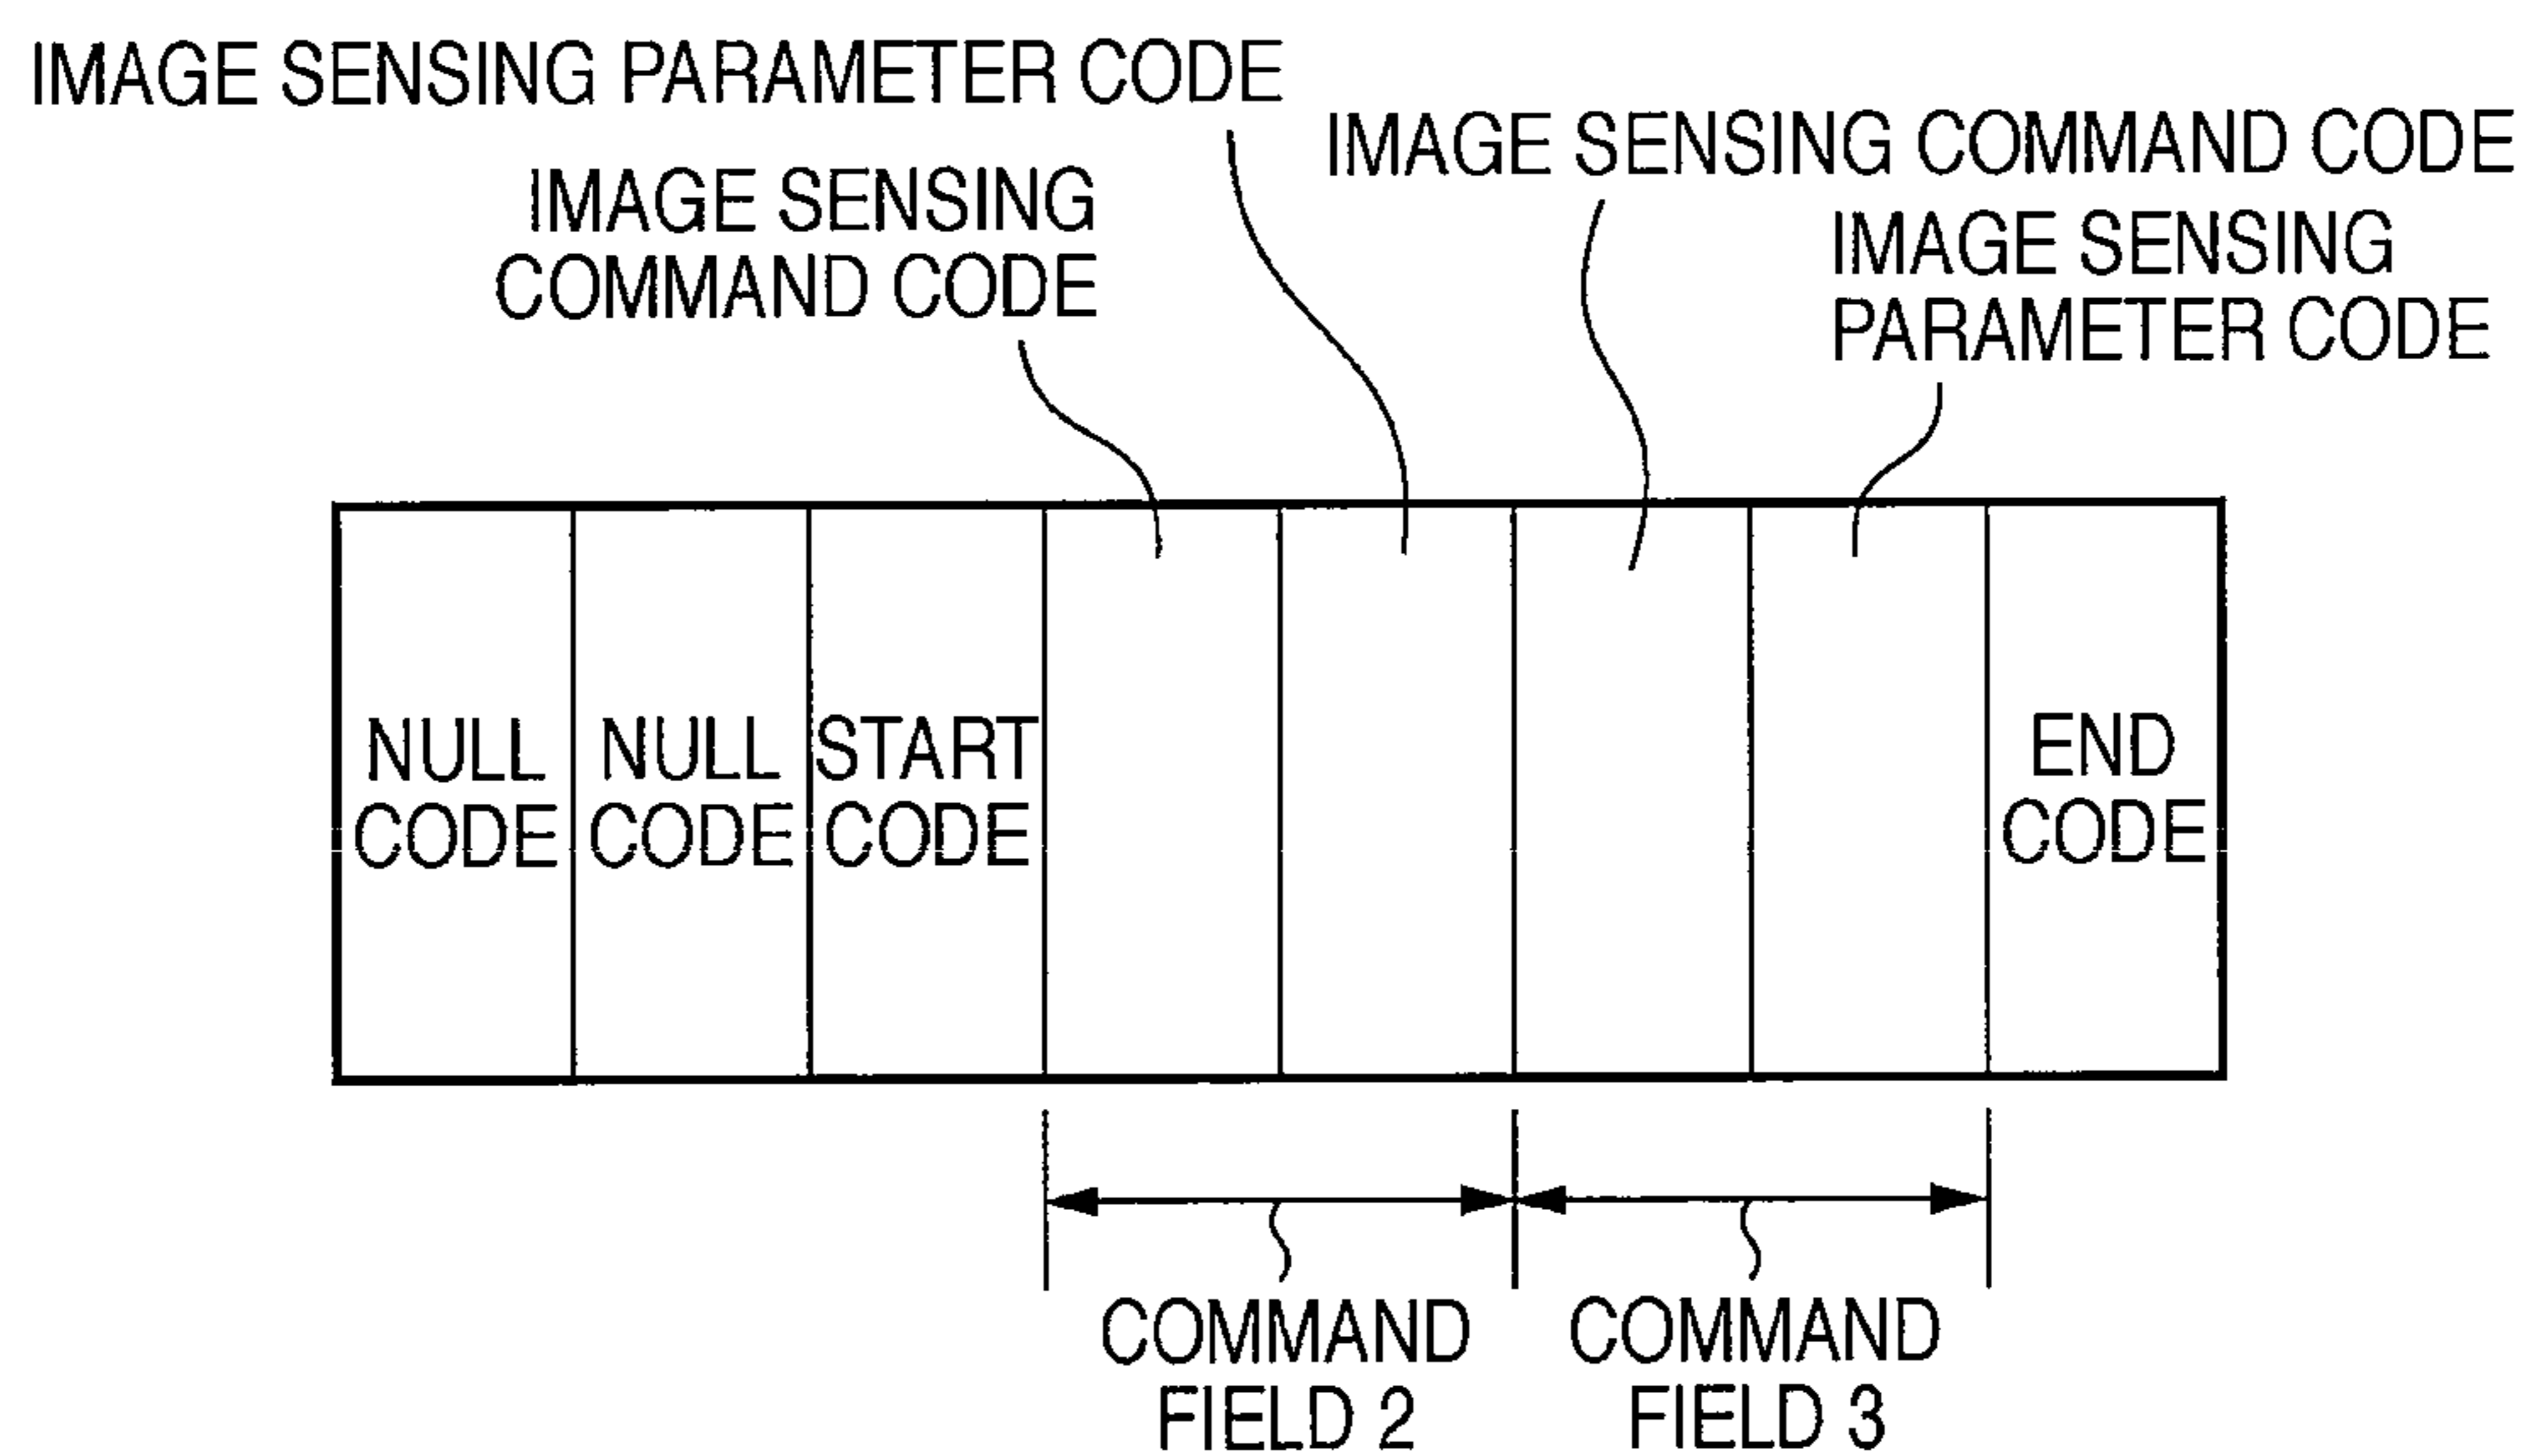 IMAGE SENSING PARAMETER CODE
IMAGE SENSING COMMAND CODE
IMAGE SENSING
COMMAND CODE
IMAGE SENSING
PARAMETER CODE
NULL
CODE
NULL
CODE
START
CODE
END
CODE
COMMAND
FIELD 2
COMMAND
FIELD 3